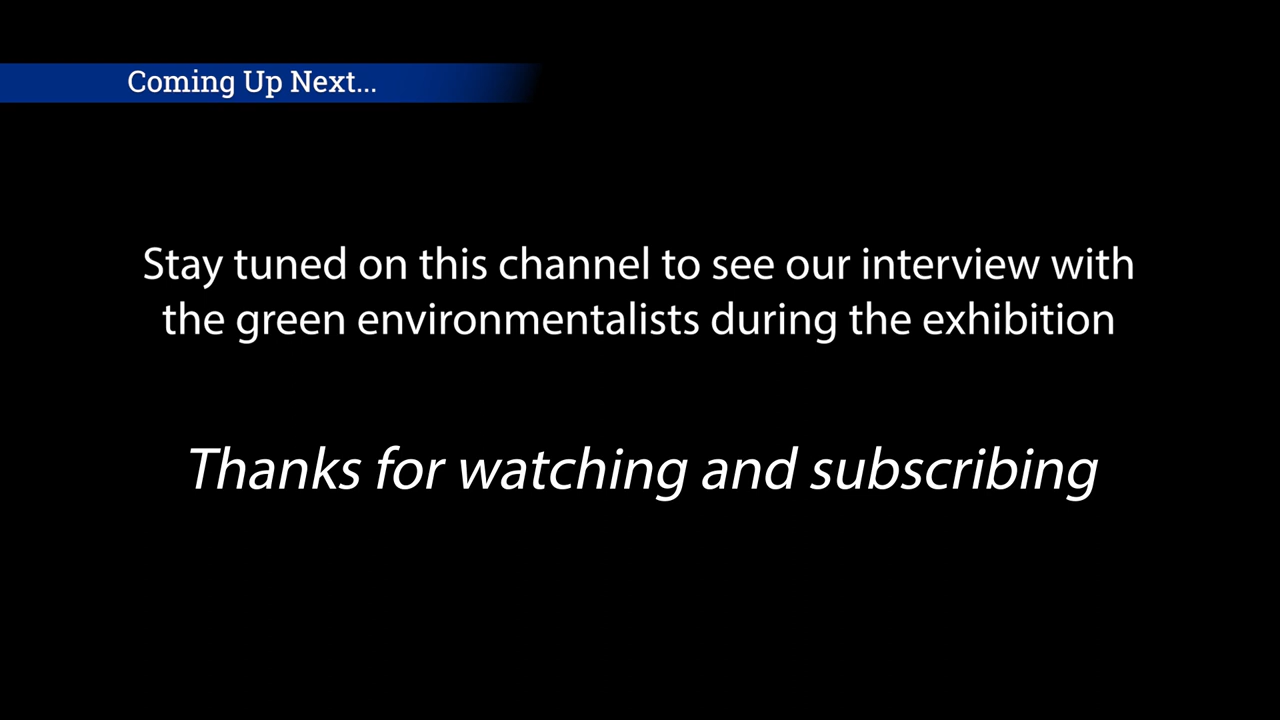 Coming Up Next...
Stay tuned on this channel to see our interview with
the green environmentalists during the exhibition
Thanks for watching and subscribing